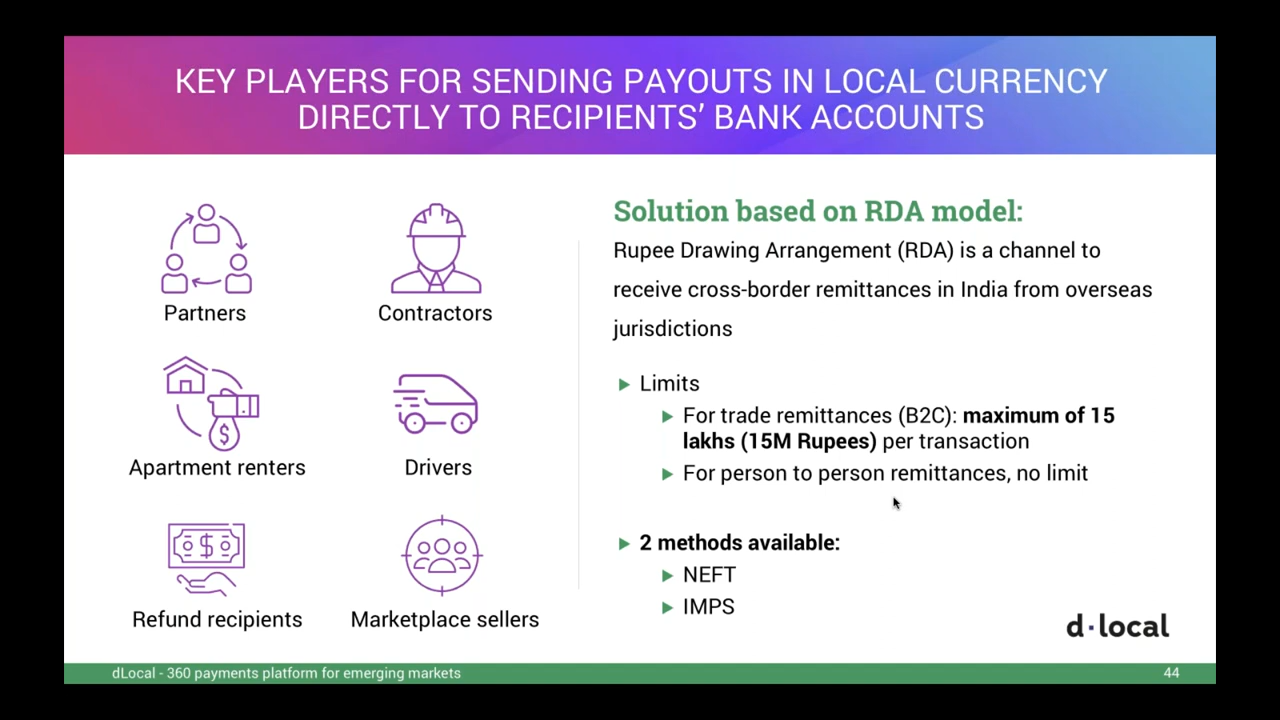 KEY PLAYERS FOR SENDING PAYOUTS IN LOCAL CURRENCY
DIRECTLY TO RECIPIENTS’ BANK ACCOUNTS
Partners
Contractors
Apartment renters
Drivers
Refund recipients
Marketplace sellers
Solution based on RDA model:
Rupee Drawing Arrangement (RDA) is a channel to
receive cross-border remittances in India from overseas
jurisdictions
Limits
For trade remittances (B2C): maximum of 15
lakhs (15M Rupees) per transaction
For person to person remittances, no limit
2 methods available:
NEFT
IMPS
d·local
dLocal - 360 payments platform for emerging markets
44